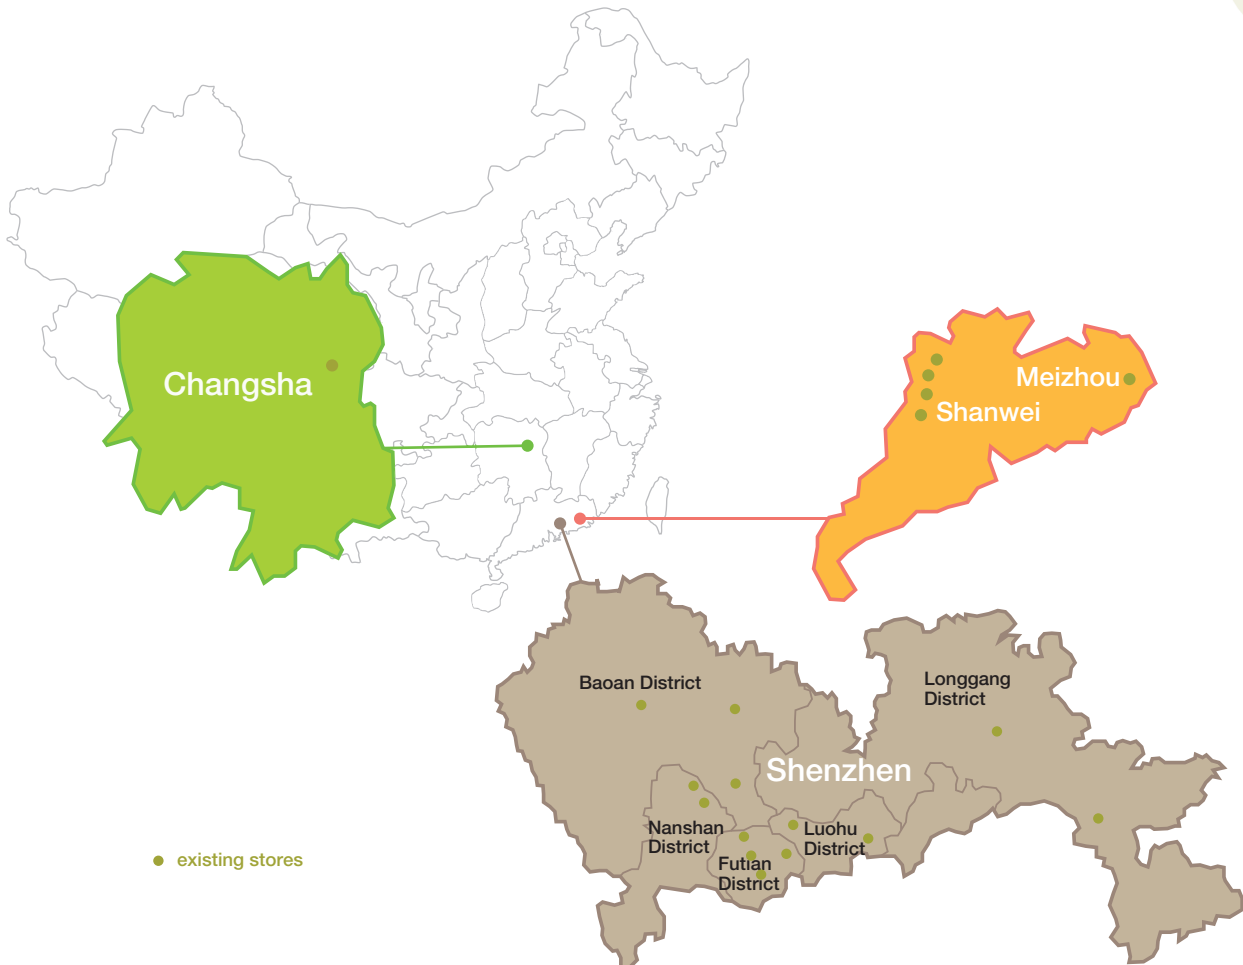 Changsha
Meizhou
Shanwei
Baoan District
Longgang
District
Shenzhen
Nanshan
District
Luohu
District
Futian
District
existing stores